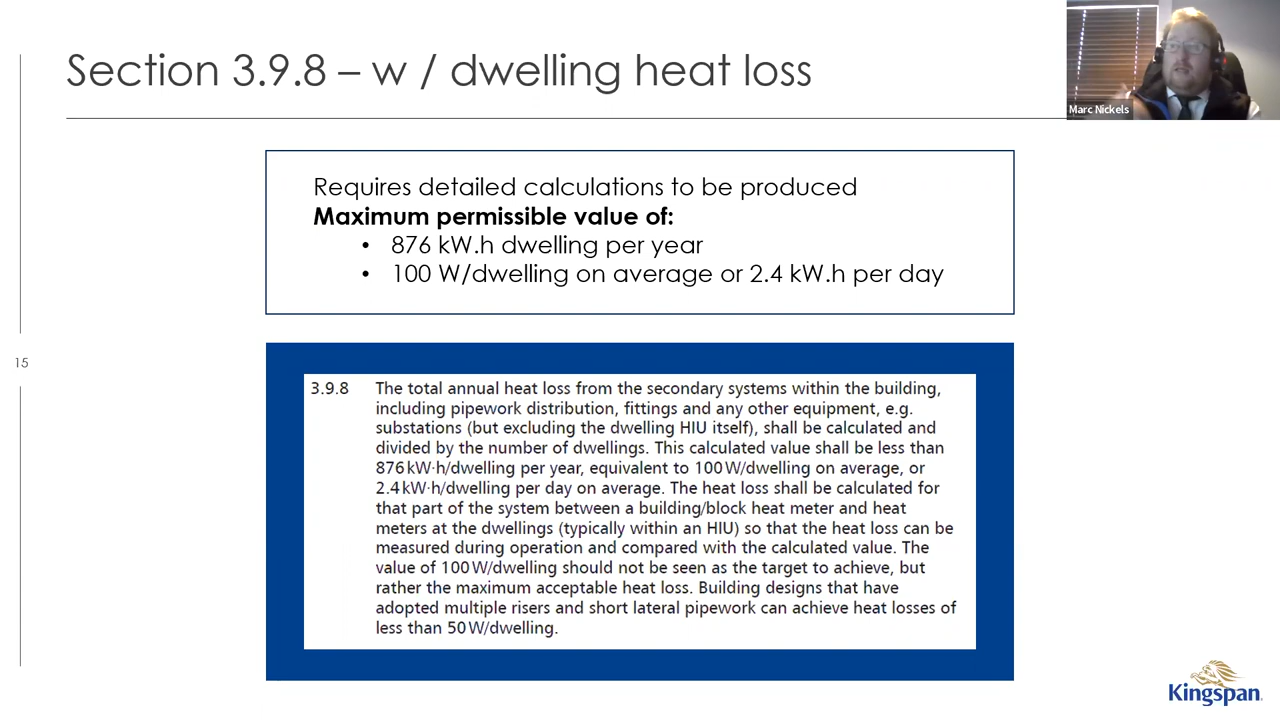 Section 3.9.8 – w / dwelling heat loss
Marc Nickels
Requires detailed calculations to be produced
Maximum permissible value of:
• 876 kW.h dwelling per year
• 100 W/dwelling on average or 2.4 kW.h per day
15
3.9.8 The total annual heat loss from the secondary systems within the building,
including pipework distribution, fittings and any other equipment, e.g.
substations (but excluding the dwelling HIU itself), shall be calculated and
divided by the number of dwellings. This calculated value shall be less than
876 kW·h/dwelling per year, equivalent to 100 W/dwelling on average, or
2.4 kW·h/dwelling per day on average. The heat loss shall be calculated for
that part of the system between a building/block heat meter and heat
meters at the dwellings (typically within an HIU) so that the heat loss can be
measured during operation and compared with the calculated value. The
value of 100 W/dwelling should not be seen as the target to achieve, but
rather the maximum acceptable heat loss. Building designs that have
adopted multiple risers and short lateral pipework can achieve heat losses of
less than 50 W/dwelling.
Kingspan.